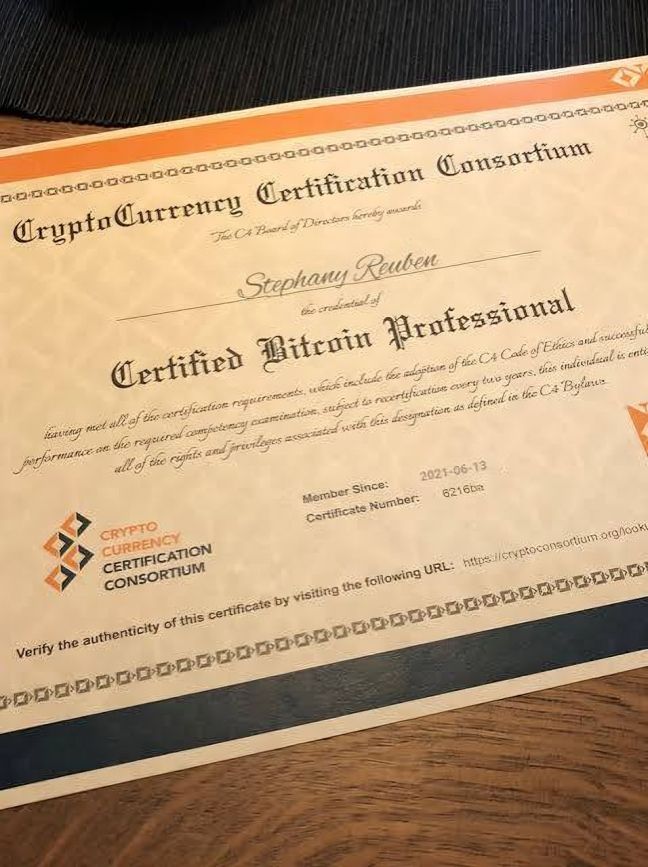 CryptoCurrency Certification Consortium
The C4 Board of Directors hereby awards
Stephany Reuben
the credential of
Certified Bitcoin Professional
having met all of the certification requirements, which include the adoption of the C4 Code of Ethics and successful
performance on the required competency examination, subject to recertification every two years, this individual is enti
all of the rights and privileges associated with this designation as defined in the C4 Bylaws.
Member Since: 2021-06-13
Certificate Number: 6216ba
CRYPTO
CURRENCY
CERTIFICATION
CONSORTIUM
Verify the authenticity of this certificate by visiting the following URL: https://cryptoconsortium.org/looku